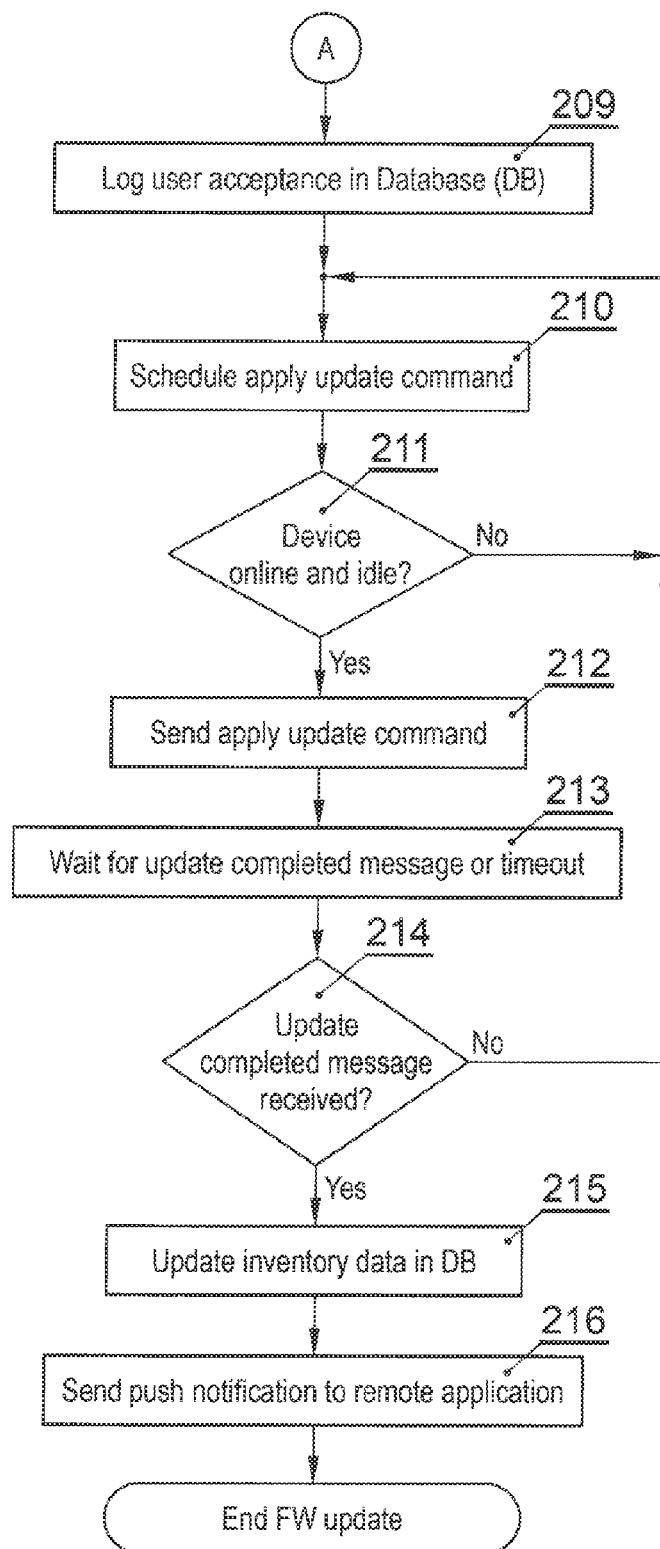 A
209
Log user acceptance in Database (DB)
210
Schedule apply update command
211
Device
online and idle?
No
Yes
212
Send apply update command
213
Wait for update completed message or timeout
214
Update
completed message
received?
No
Yes
215
Update inventory data in DB
216
Send push notification to remote application
End FW update